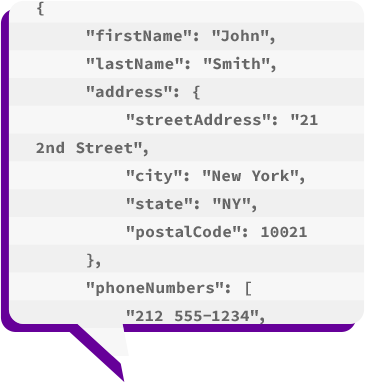 {
"firstName": "John",
"lastName": "Smith",
"address": {
"streetAddress": "21
2nd Street",
"city": "New York",
"state": "NY",
"postalCode": 10021
},
"phoneNumbers": [
"212 555-1234",